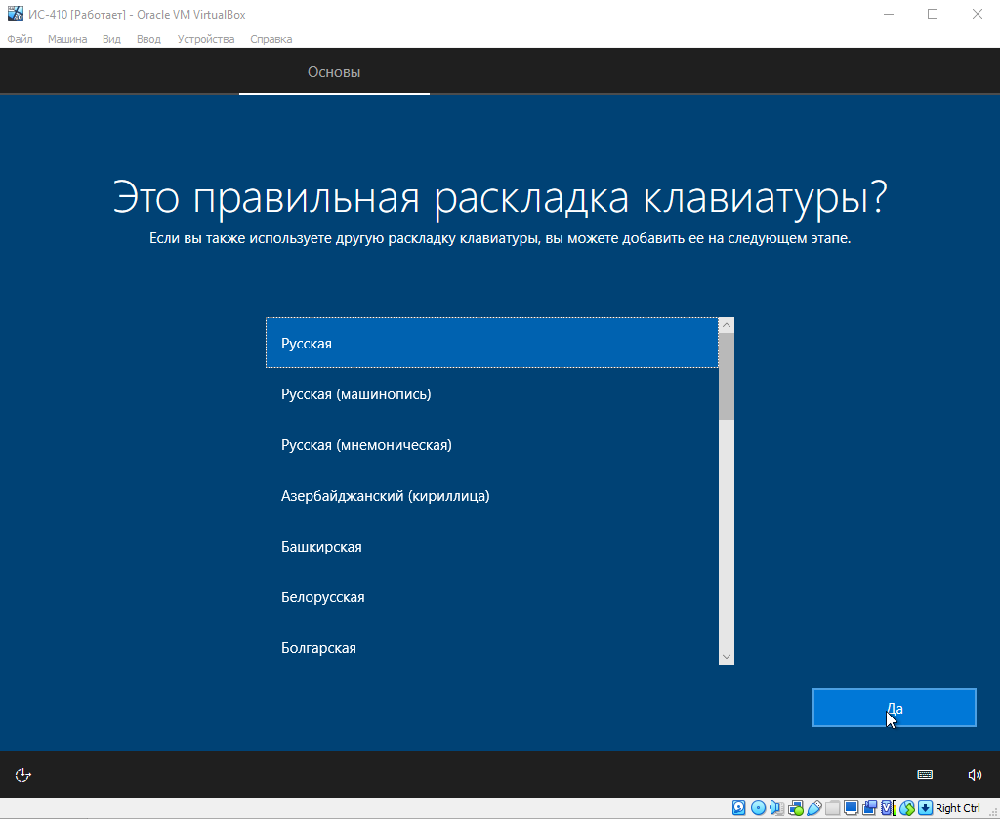 ИС-410 [Работает] - Oracle VM VirtualBox
Файл Машина Вид Ввод Устройства Справка
Основы
Это правильная раскладка клавиатуры?
Если вы также используете другую раскладку клавиатуры, вы можете добавить ее на следующем этапе.
Русская
Русская (машинопись)
Русская (мнемоническая)
Азербайджанский (кириллица)
Башкирская
Белорусская
Болгарская
Да
Right Ctrl